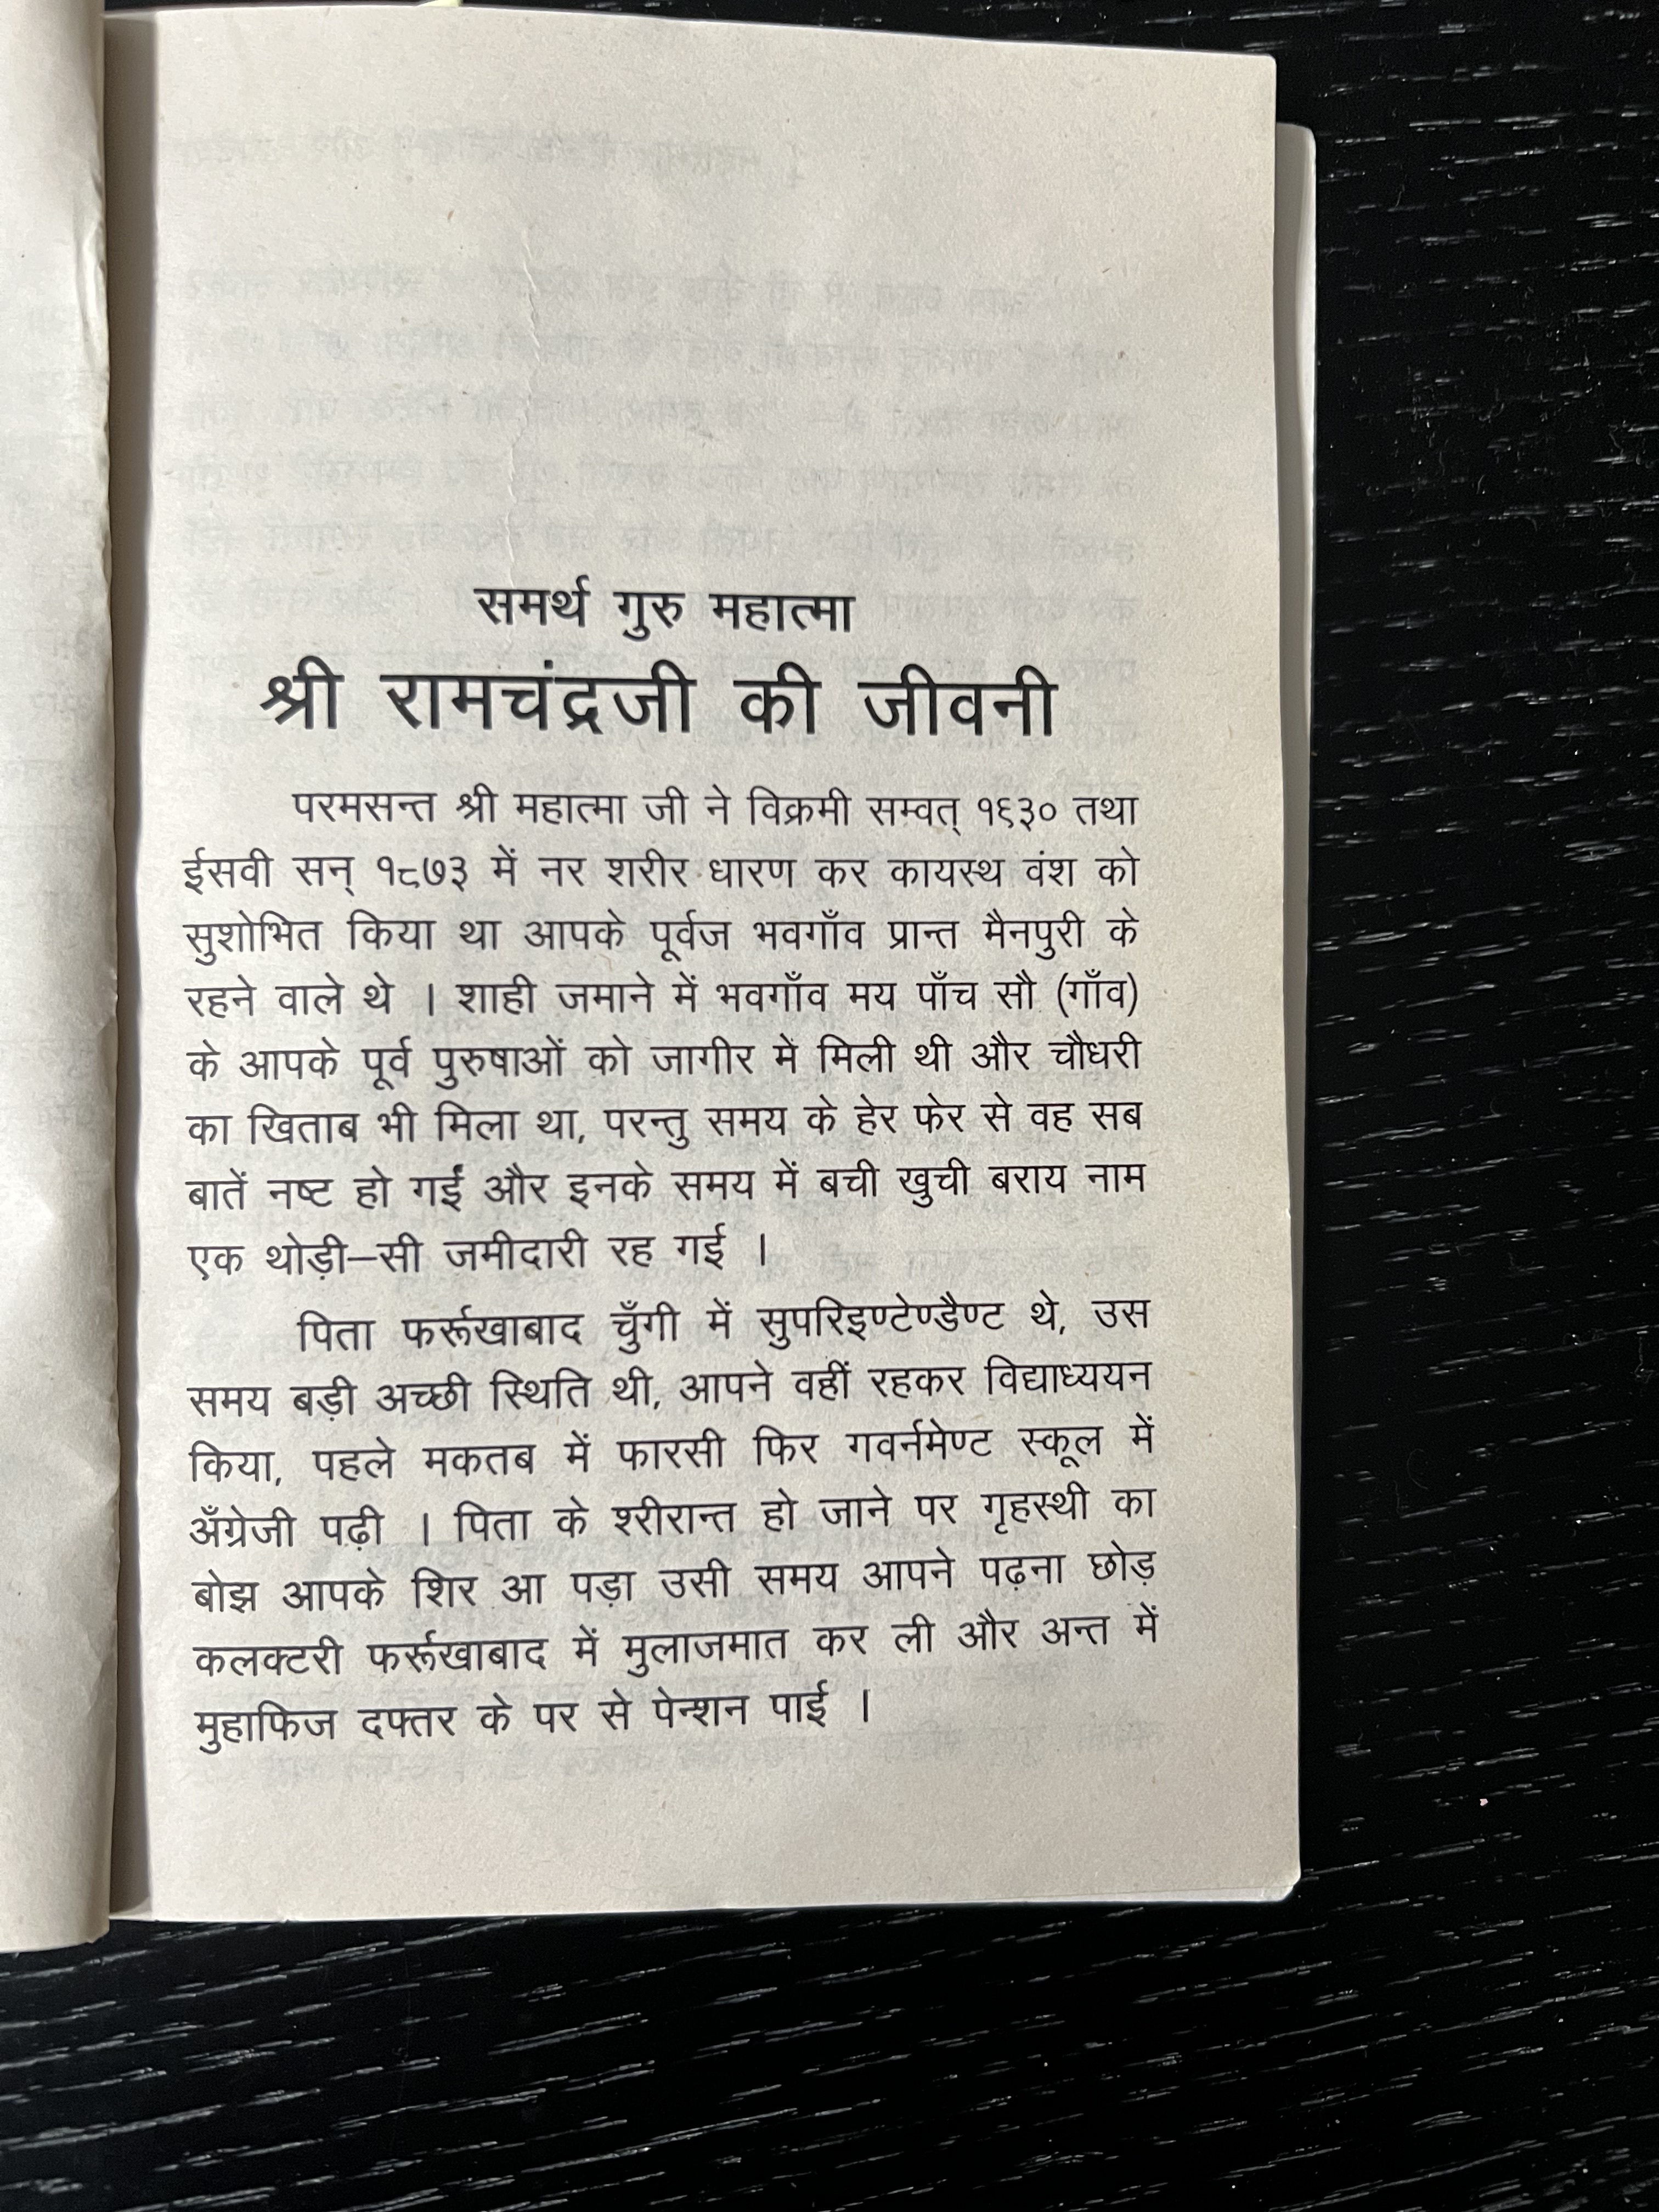 समर्थ गुरु महात्मा
श्री रामचंद्रजी की जीवनी
परमसन्त श्री महात्मा जी ने विक्रमी सम्वत् १९३० तथा
ईसवी सन् १८७३ में नर शरीर धारण कर कायस्थ वंश को
सुशोभित किया था आपके पूर्वज भवगाँव प्रान्त मैनपुरी के
रहने वाले थे । शाही जमाने में भवगाँव मय पाँच सौ (गाँव)
के आपके पूर्व पुरुषाओं को जागीर में मिली थी और चौधरी
का खिताब भी मिला था, परन्तु समय के हेर फेर से वह सब
बातें नष्ट हो गईं और इनके समय में बची खुची बराय नाम
एक थोड़ी–सी जमीदारी रह गई ।
पिता फर्रूखाबाद चुँगी में सुपरिइण्टेण्डैण्ट थे, उस
समय बड़ी अच्छी स्थिति थी, आपने वहीं रहकर विद्याध्ययन
किया, पहले मकतब में फारसी फिर गवर्नमेण्ट स्कूल में
अँग्रेजी पढ़ी । पिता के श्रीरान्त हो जाने पर गृहस्थी का
बोझ आपके शिर आ पड़ा उसी समय आपने पढ़ना छोड़
कलक्टरी फर्रूखाबाद में मुलाजमात कर ली और अन्त में
मुहाफिज दफ्तर के पर से पेन्शन पाई ।